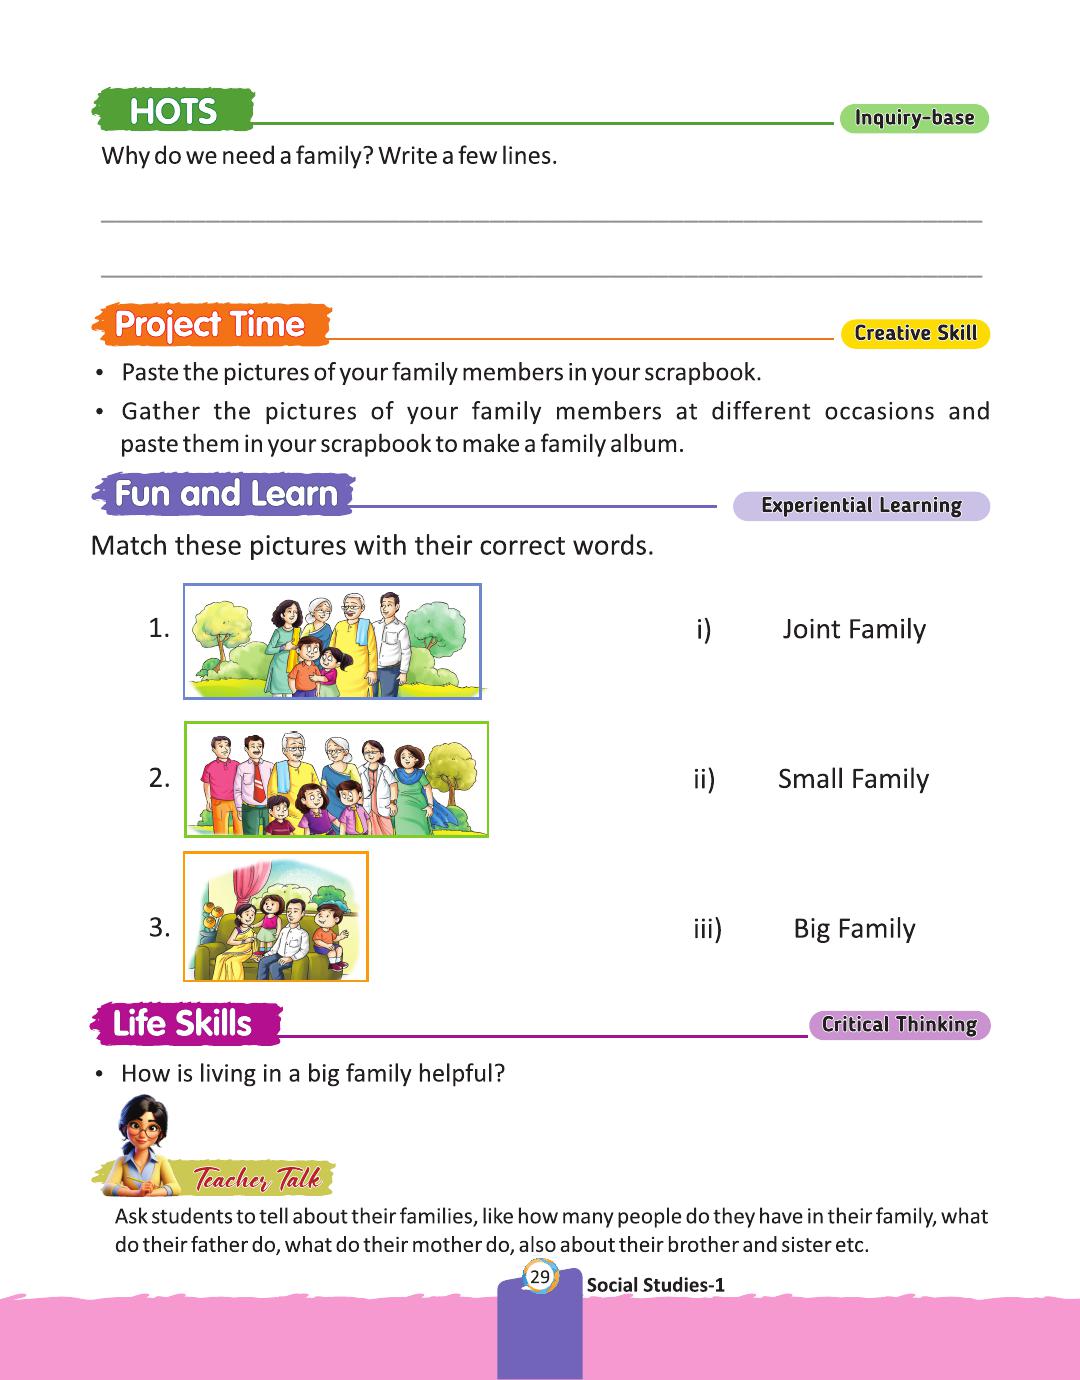 HOTS
Inquiry-base
Why do we need a family? Write a few lines.
Project Time
Creative Skill
• Paste the pictures of your family members in your scrapbook.
• Gather the pictures of your family members at different occasions and
paste them in your scrapbook to make a family album.
Fun and Learn
Experiential Learning
Match these pictures with their correct words.
1. i) Joint Family
2. ii) Small Family
3. iii) Big Family
Life Skills
Critical Thinking
• How is living in a big family helpful?
Teacher Talk
Ask students to tell about their families, like how many people do they have in their family, what
do their father do, what do their mother do, also about their brother and sister etc.
29
Social Studies-1